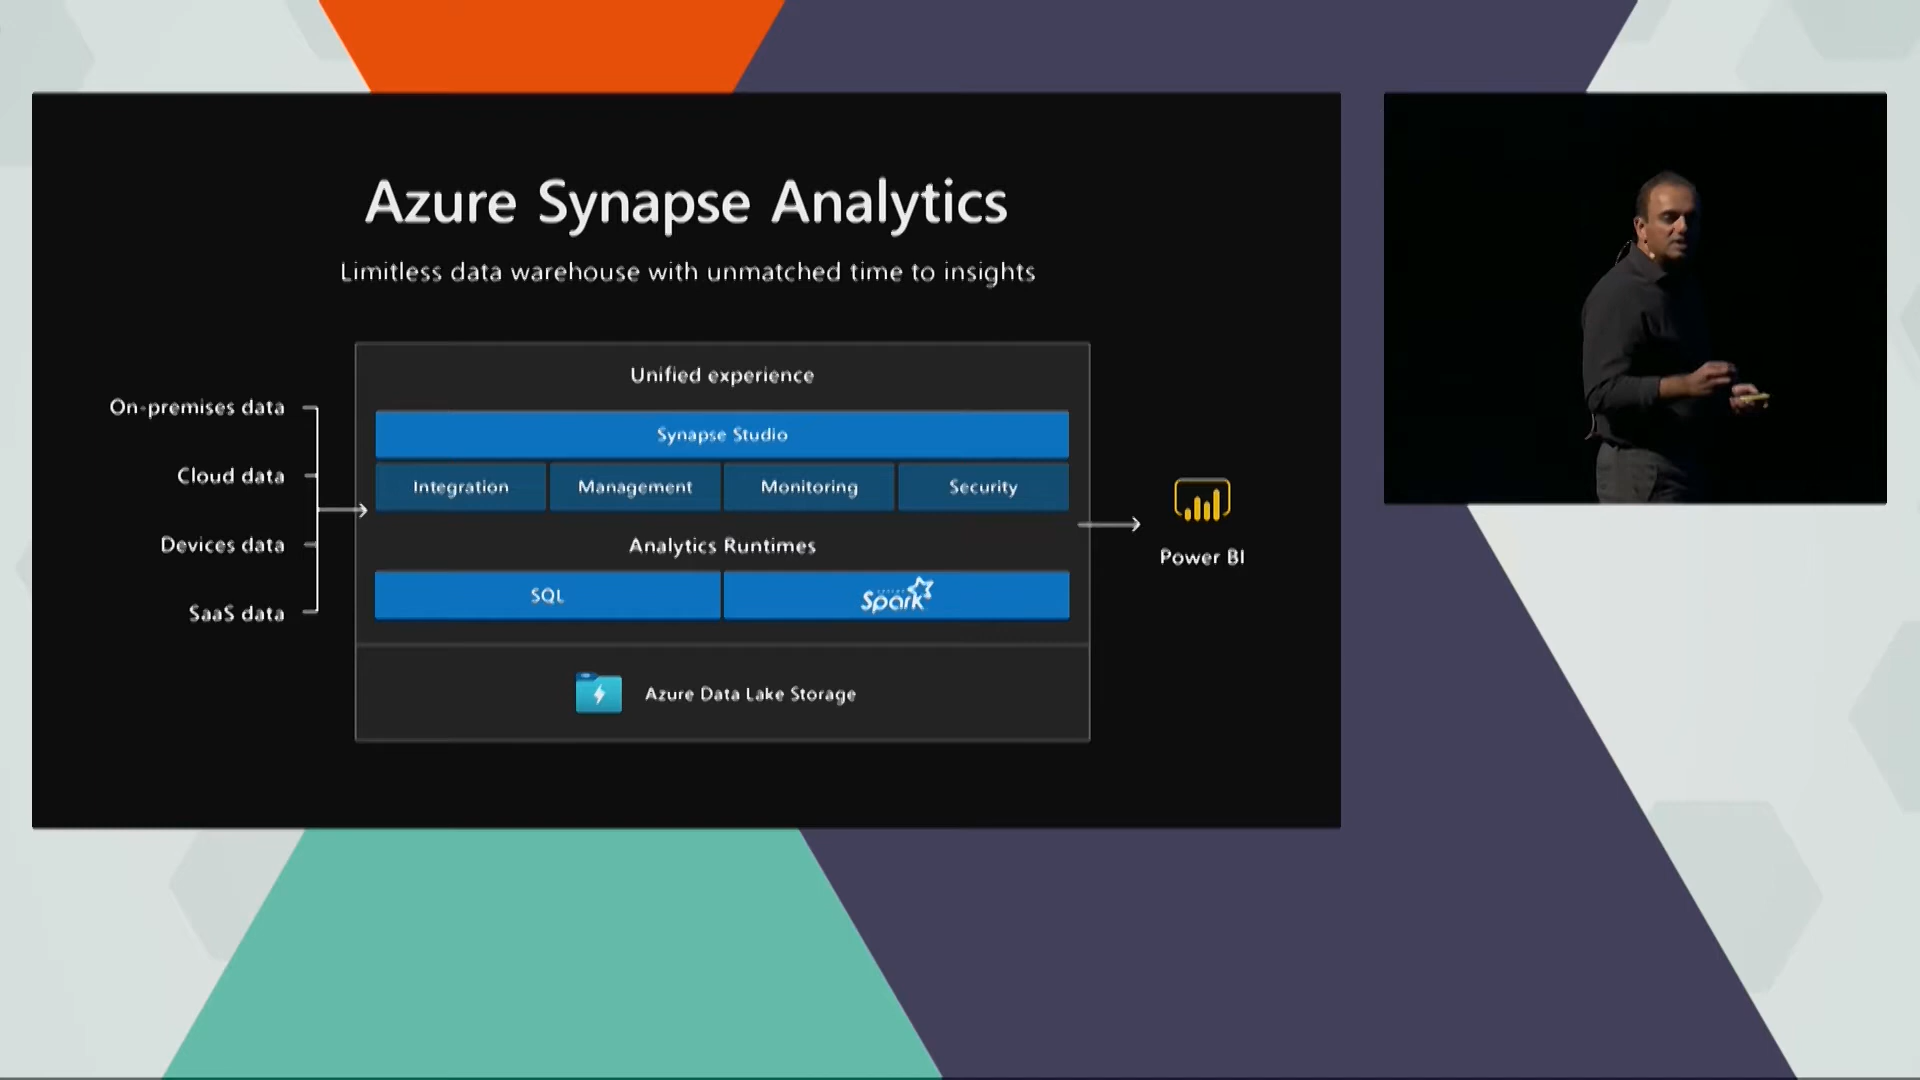 Azure Synapse Analytics
Limitless data warehouse with unmatched time to insights
On-premises data
Cloud data
Devices data
SaaS data
Unified experience
Synapse Studio
Integration
Management
Monitoring
Security
Analytics Runtimes
SQL
Spark
Azure Data Lake Storage
Power BI